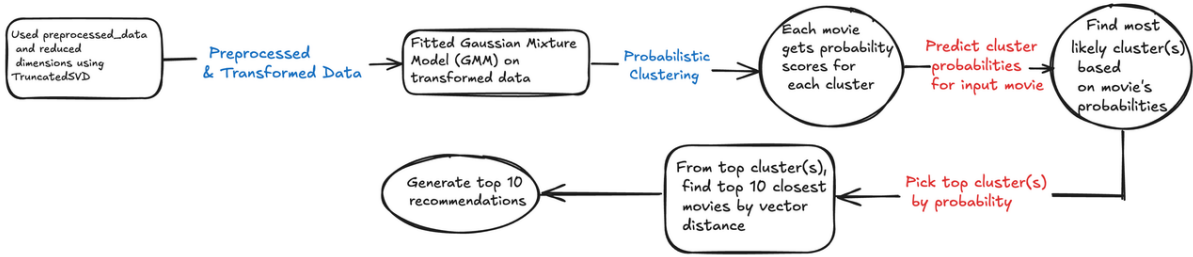 Used preprocessed_data
and reduced
dimensions using
TruncatedSVD
Preprocessed
& Transformed Data
Fitted Gaussian Mixture
Model (GMM) on
transformed data
Probabilistic
Clustering
Each movie
gets probability
scores for
each cluster
Predict cluster
probabilities
for input movie
Find most
likely cluster(s)
based
on movie's
probabilities
Pick top cluster(s)
by probability
From top cluster(s),
find top 10 closest
movies by vector
distance
Generate top 10
recommendations